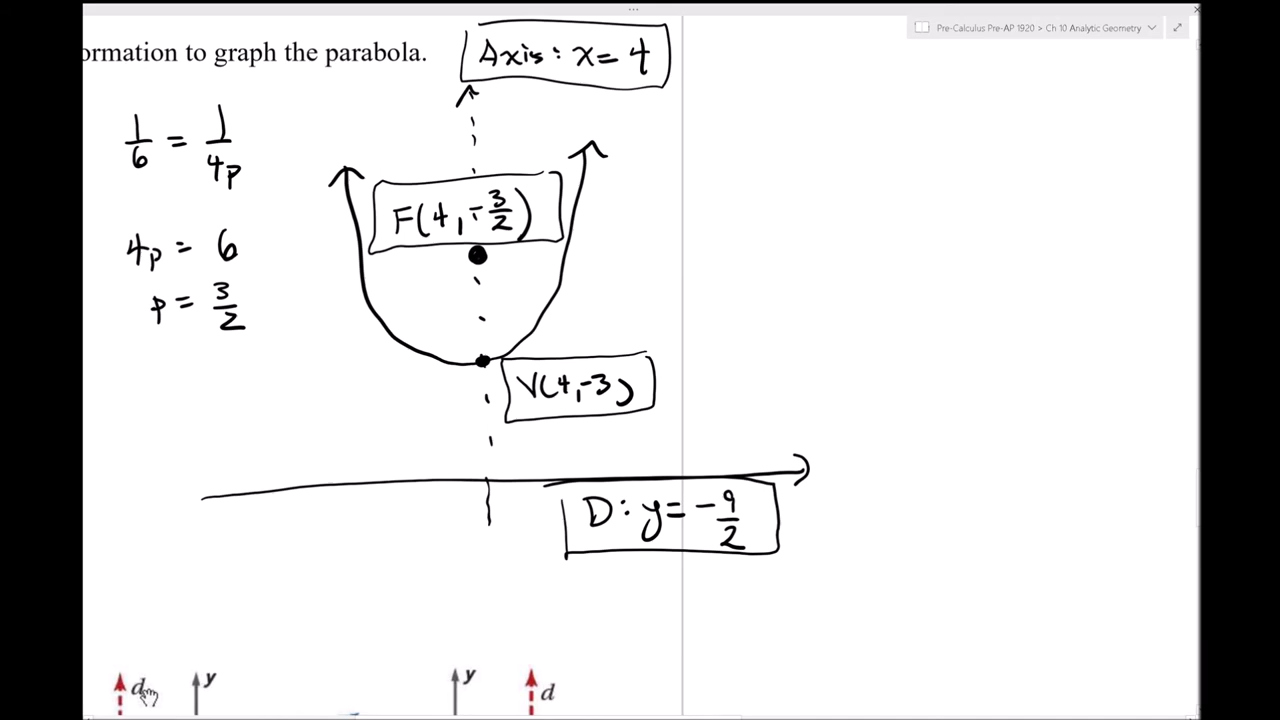 Pre-Calculus Pre-AP 1920 > Ch 10 Analytic Geometry
ormation to graph the parabola.
Axis: x = 4
1/6 = 1/4p
4p = 6
p = 3/2
F(4, -3/2)
V(4,-3)
D: y = -9/2
d
y
y
d